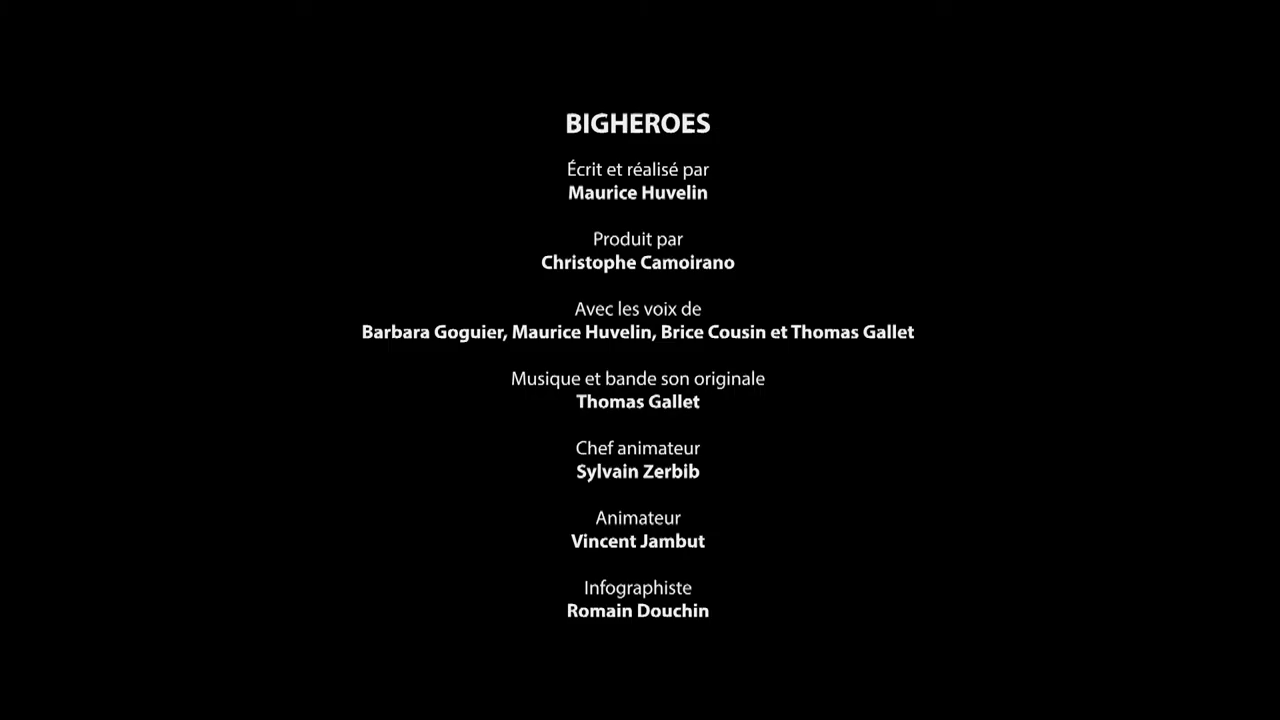 BIGHEROES
Écrit et réalisé par
Maurice Huvelin
Produit par
Christophe Camoirano
Avec les voix de
Barbara Goguier, Maurice Huvelin, Brice Cousin et Thomas Gallet
Musique et bande son originale
Thomas Gallet
Chef animateur
Sylvain Zerbib
Animateur
Vincent Jambut
Infographiste
Romain Douchin